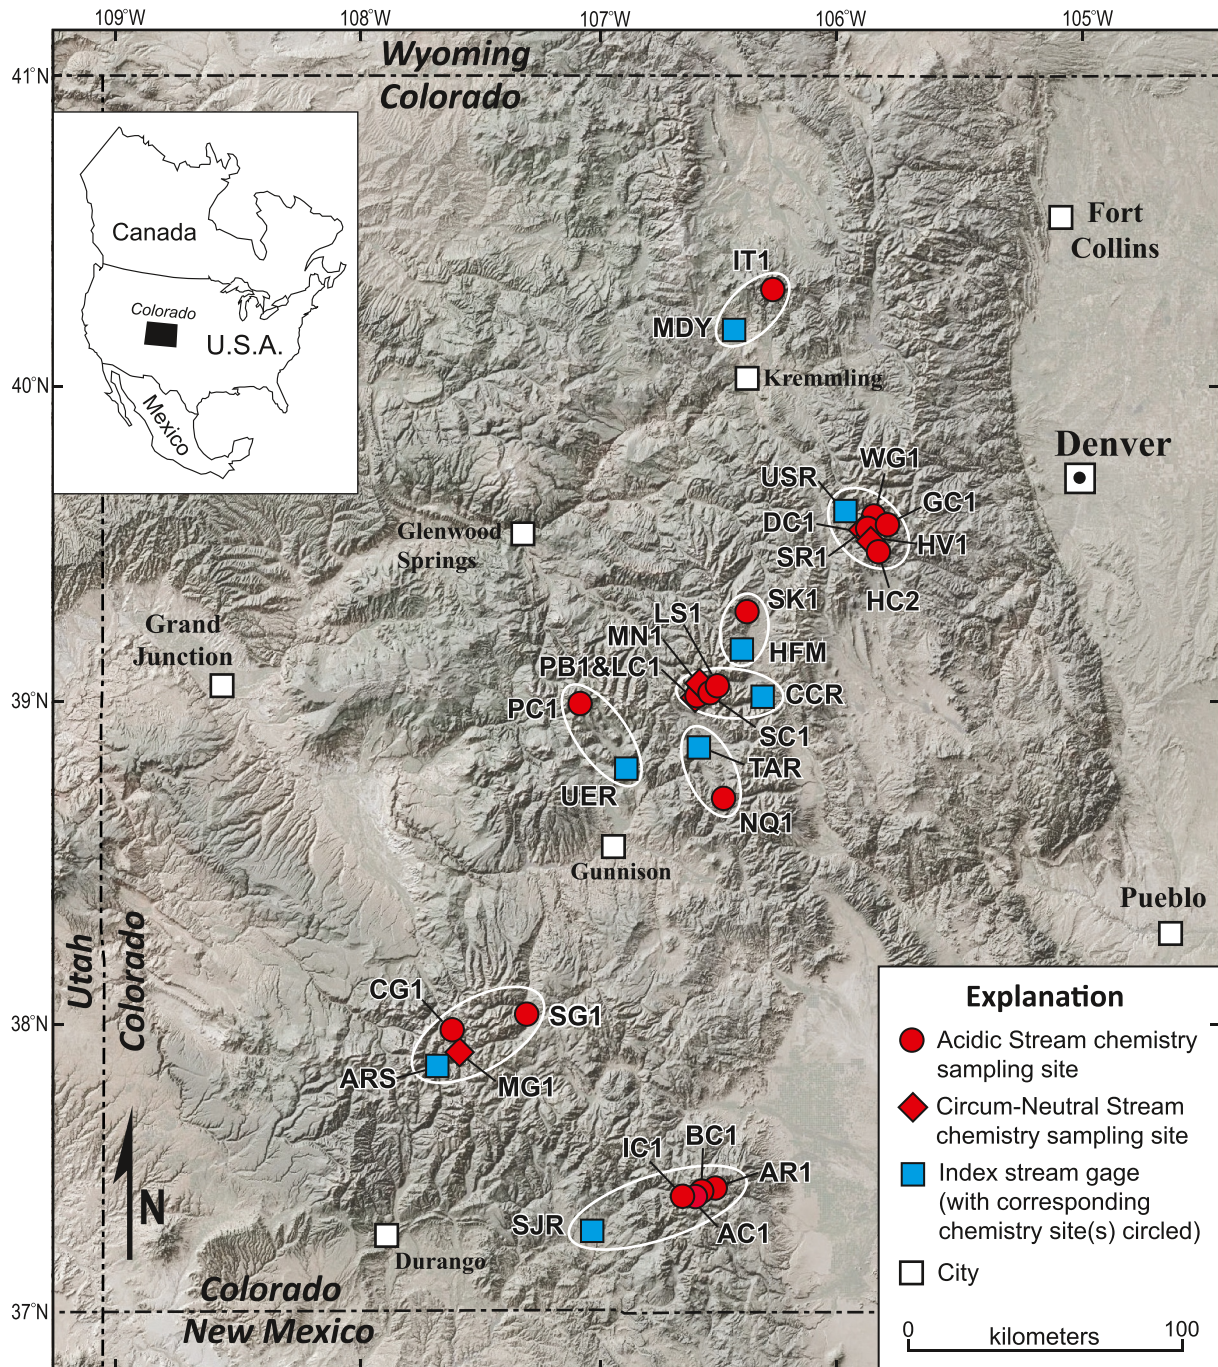 109°W
108°W
107°W
106°W
105°W
Wyoming
Colorado
41°N
Canada
Colorado
U.S.A.
Mexico
Fort
Collins
IT1
MDY
40°N
Kremmling
Denver
WG1
USR
GC1
DC1
HV1
SR1
HC2
Glenwood
Springs
SK1
LS1
MN1
HFM
PB1&LC1
Grand
Junction
39°N
CCR
PC1
SC1
TAR
UER
NQ1
Gunnison
Pueblo
Utah
Colorado
CG1
SG1
38°N
ARS
MG1
IC1
BC1
AR1
SJR
AC1
N
Durango
Colorado
37°N
New Mexico
Explanation
Acidic Stream chemistry
sampling site
Circum-Neutral Stream
chemistry sampling site
Index stream gage
(with corresponding
chemistry site(s) circled)
City
0
kilometers
100